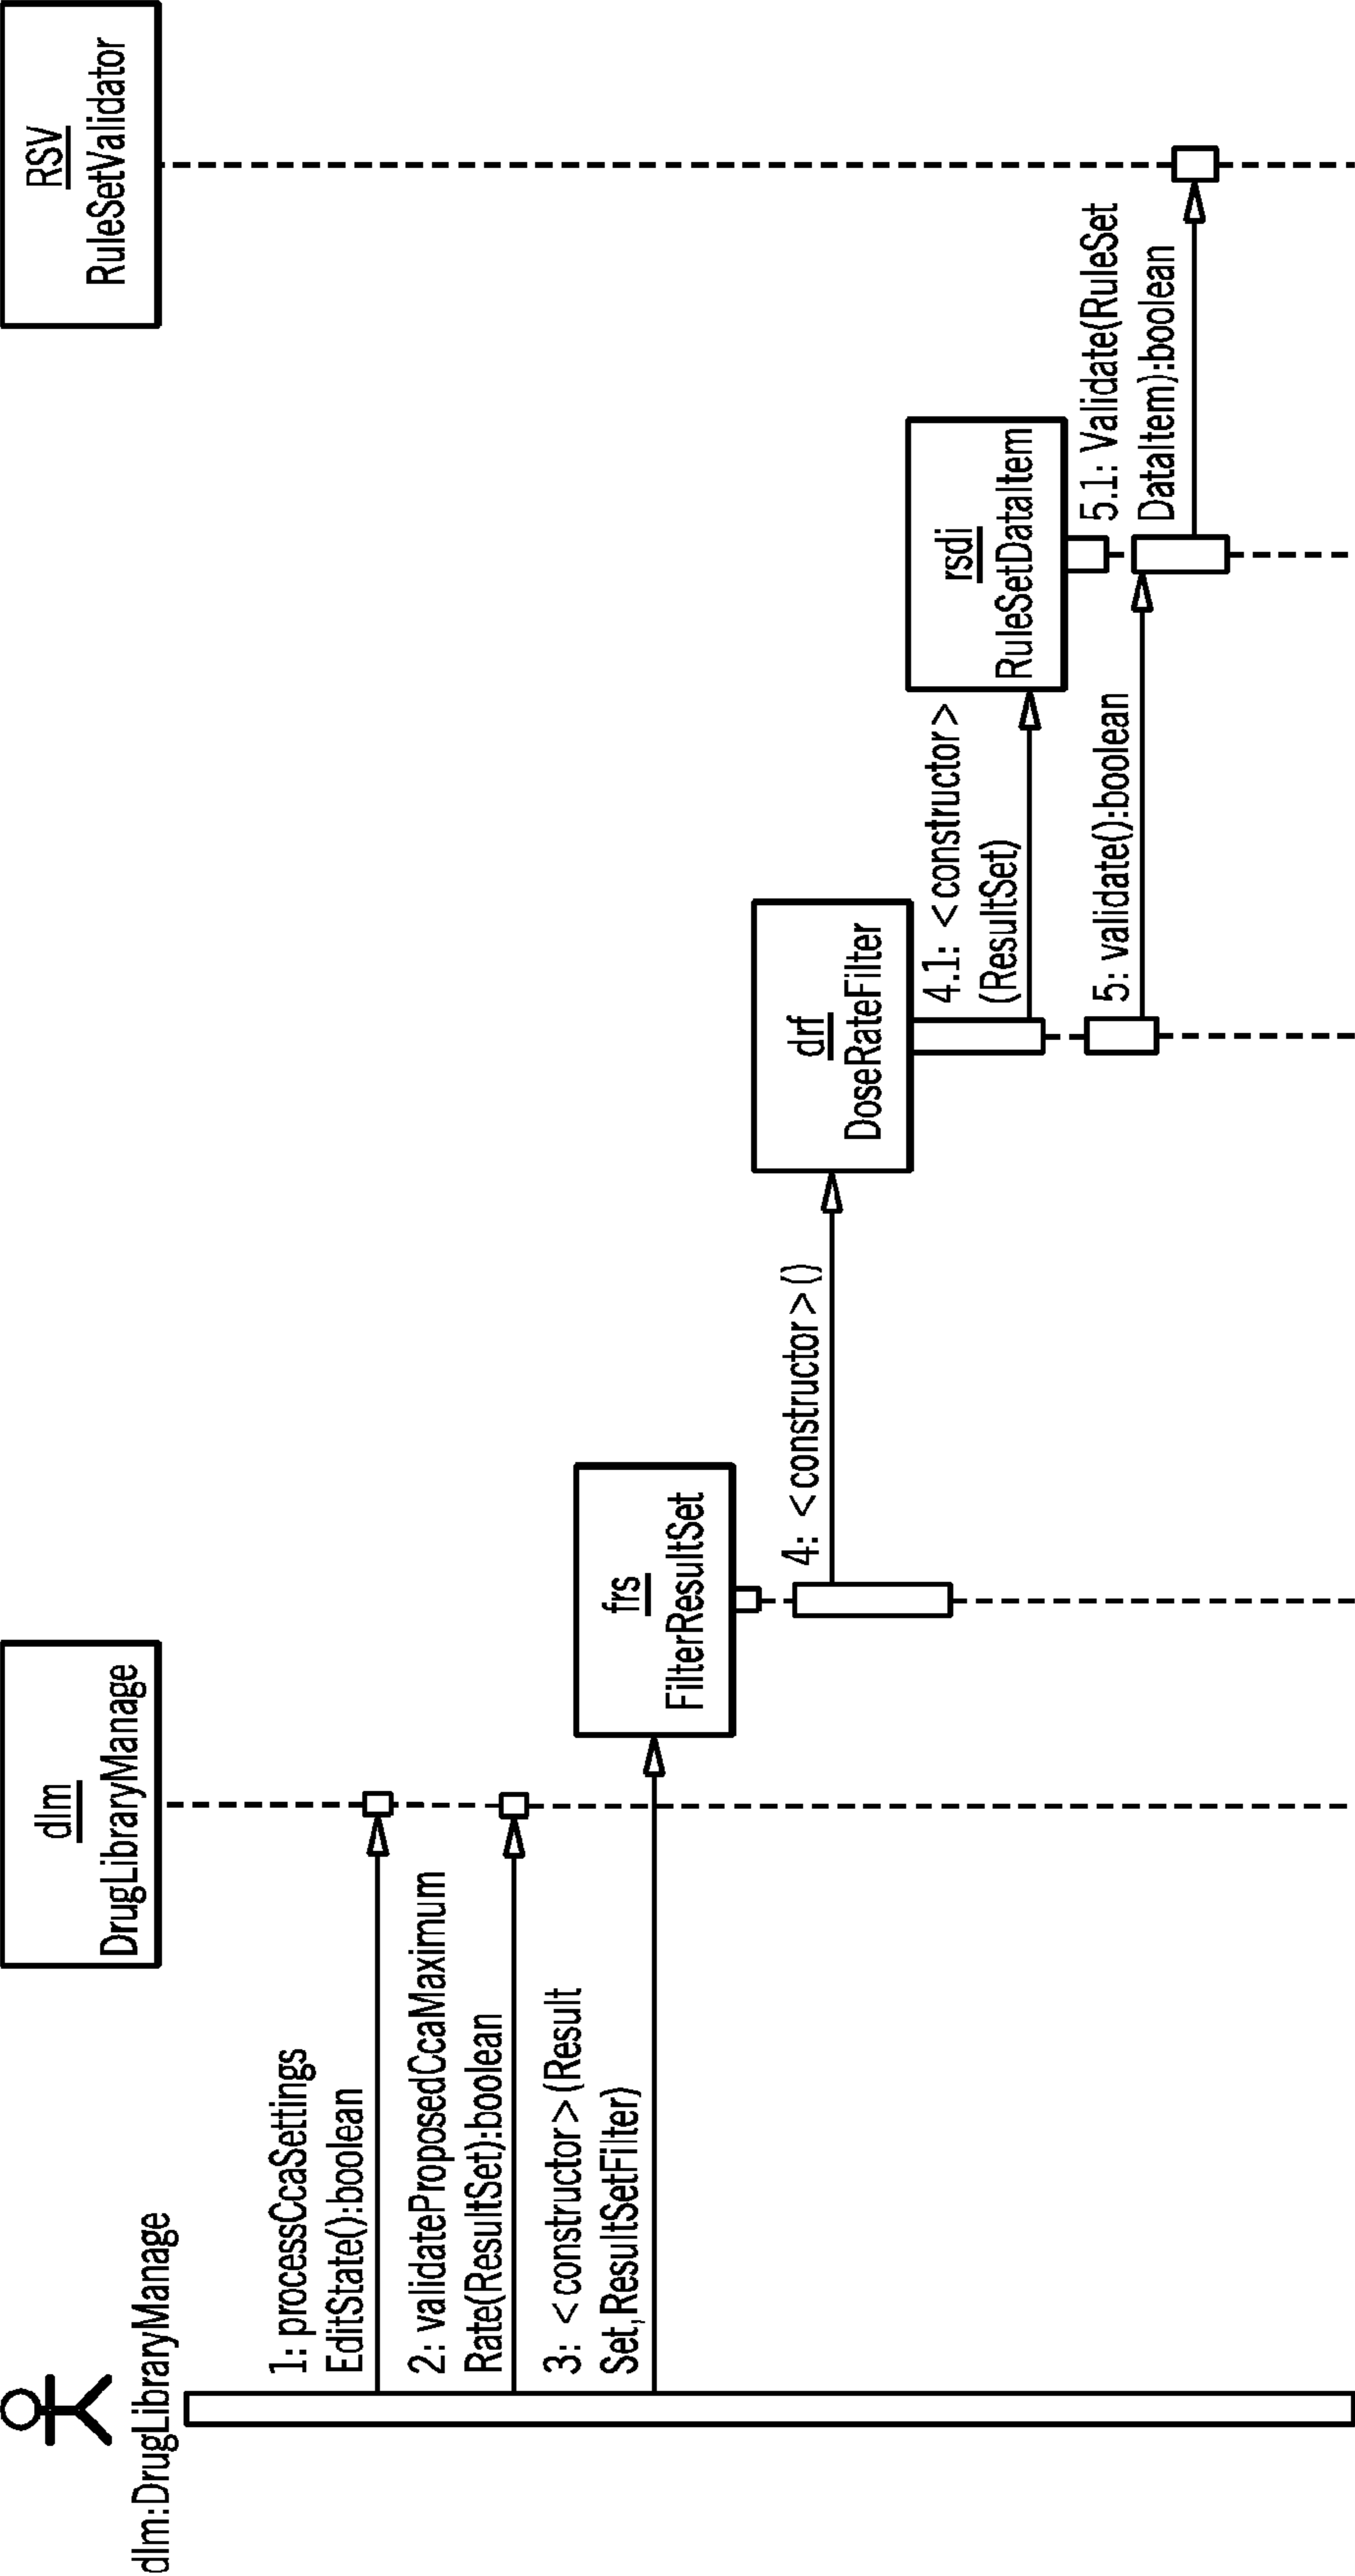 dlm:DrugLibraryManage
dlm
DrugLibraryManage
RSV
RuleSetValidator
1: processCcaSettings
EditState():boolean
2: validateProposedCcaMaximum
Rate(ResultSet):boolean
3: <constructor>(Result
Set,ResultSetFilter)
frs
FilterResultSet
4: <constructor>()
drf
DoseRateFilter
4.1: <constructor>
(ResultSet)
rsdi
RuleSetDataItem
5: validate():boolean
5.1: Validate(RuleSet
DataItem):boolean